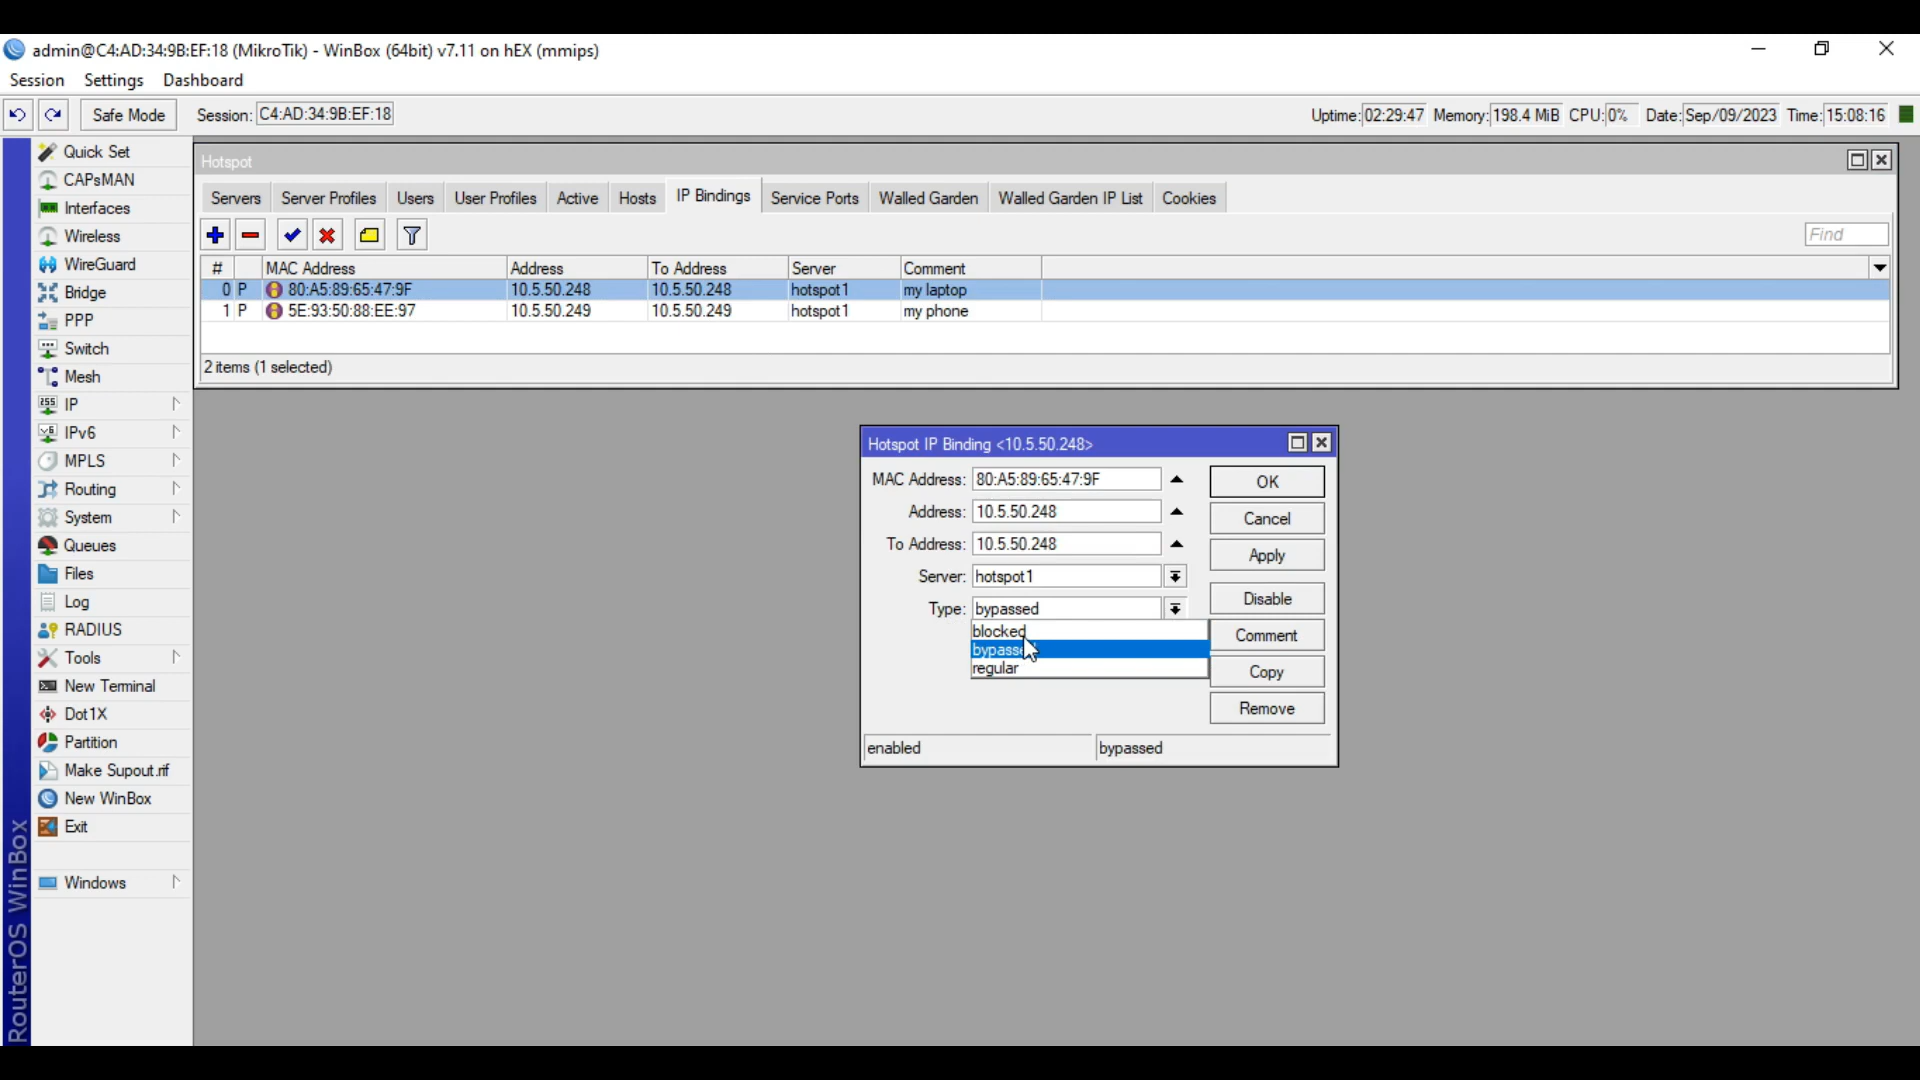 admin@C4:AD:34:9B:EF:18 (MikroTik) - WinBox (64bit) v7.11 on hEX (mmips)
Session Settings Dashboard
Safe Mode Session: C4:AD:34:9B:EF:18 Uptime: 02:29:47 Memory: 198.4 MiB CPU: 0% Date: Sep/09/2023 Time: 15:08:16
Quick Set
CAPsMAN
Interfaces
Wireless
WireGuard
Bridge
PPP
Switch
Mesh
IP
IPv6
MPLS
Routing
System
Queues
Files
Log
RADIUS
Tools
New Terminal
Dot1X
Partition
Make Supout.rif
New WinBox
Exit
Windows
RouterOS WinBox
Hotspot
Servers Server Profiles Users User Profiles Active Hosts IP Bindings Service Ports Walled Garden Walled Garden IP List Cookies
Find
# MAC Address Address To Address Server Comment
0 P 80:A5:89:65:47:9F 10.5.50.248 10.5.50.248 hotspot1 my laptop
1 P 5E:93:50:88:EE:97 10.5.50.249 10.5.50.249 hotspot1 my phone
2 items (1 selected)
Hotspot IP Binding <10.5.50.248>
MAC Address: 80:A5:89:65:47:9F
Address: 10.5.50.248
To Address: 10.5.50.248
Server: hotspot1
Type: bypassed
blocked
bypasse
regular
OK
Cancel
Apply
Disable
Comment
Copy
Remove
enabled bypassed